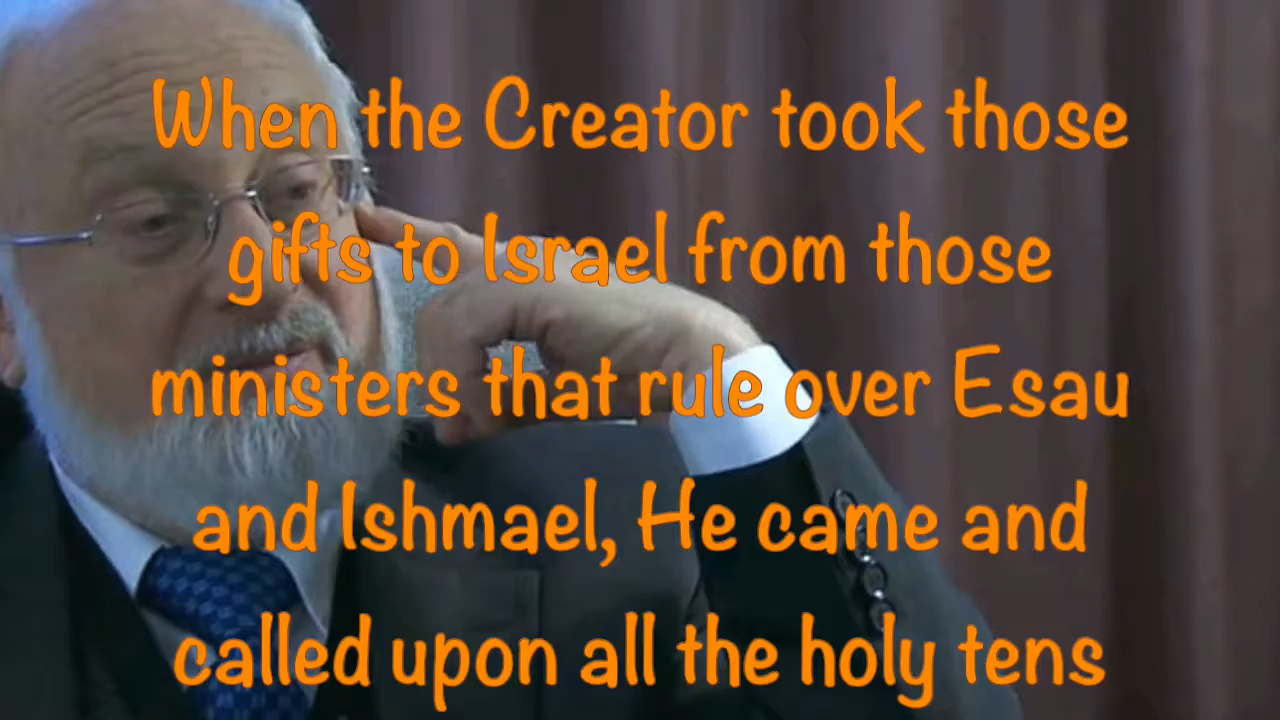 When the Creator took those
gifts to Israel from those
ministers that rule over Esau
and Ishmael, He came and
called upon all the holy tens